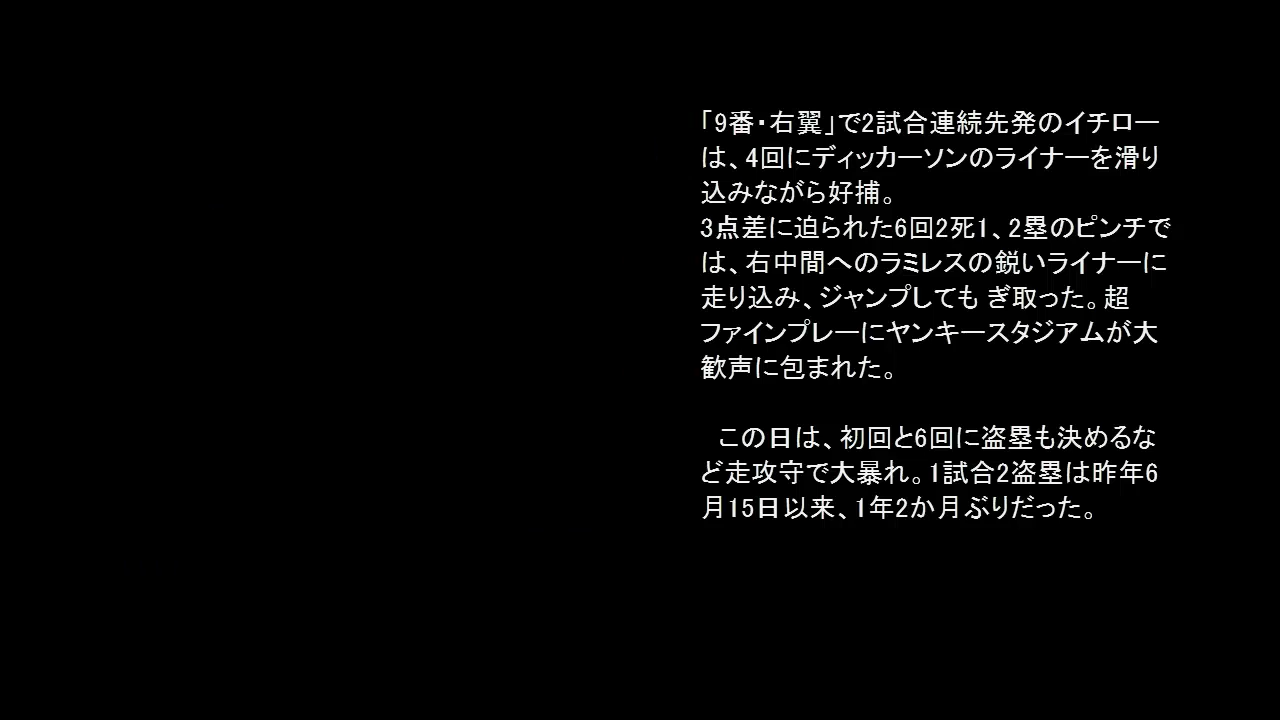 「9番・右翼」で2試合連続先発のイチロー
は、4回にディッカーソンのライナーを滑り
込みながら好捕。
3点差に迫られた6回2死1、2塁のピンチで
は、右中間へのラミレスの鋭いライナーに
走り込み、ジャンプしても ぎ取った。超
ファインプレーにヤンキースタジアムが大
歓声に包まれた。
この日は、初回と6回に盗塁も決めるな
ど走攻守で大暴れ。1試合2盗塁は昨年6
月15日以来、1年2か月ぶりだった。